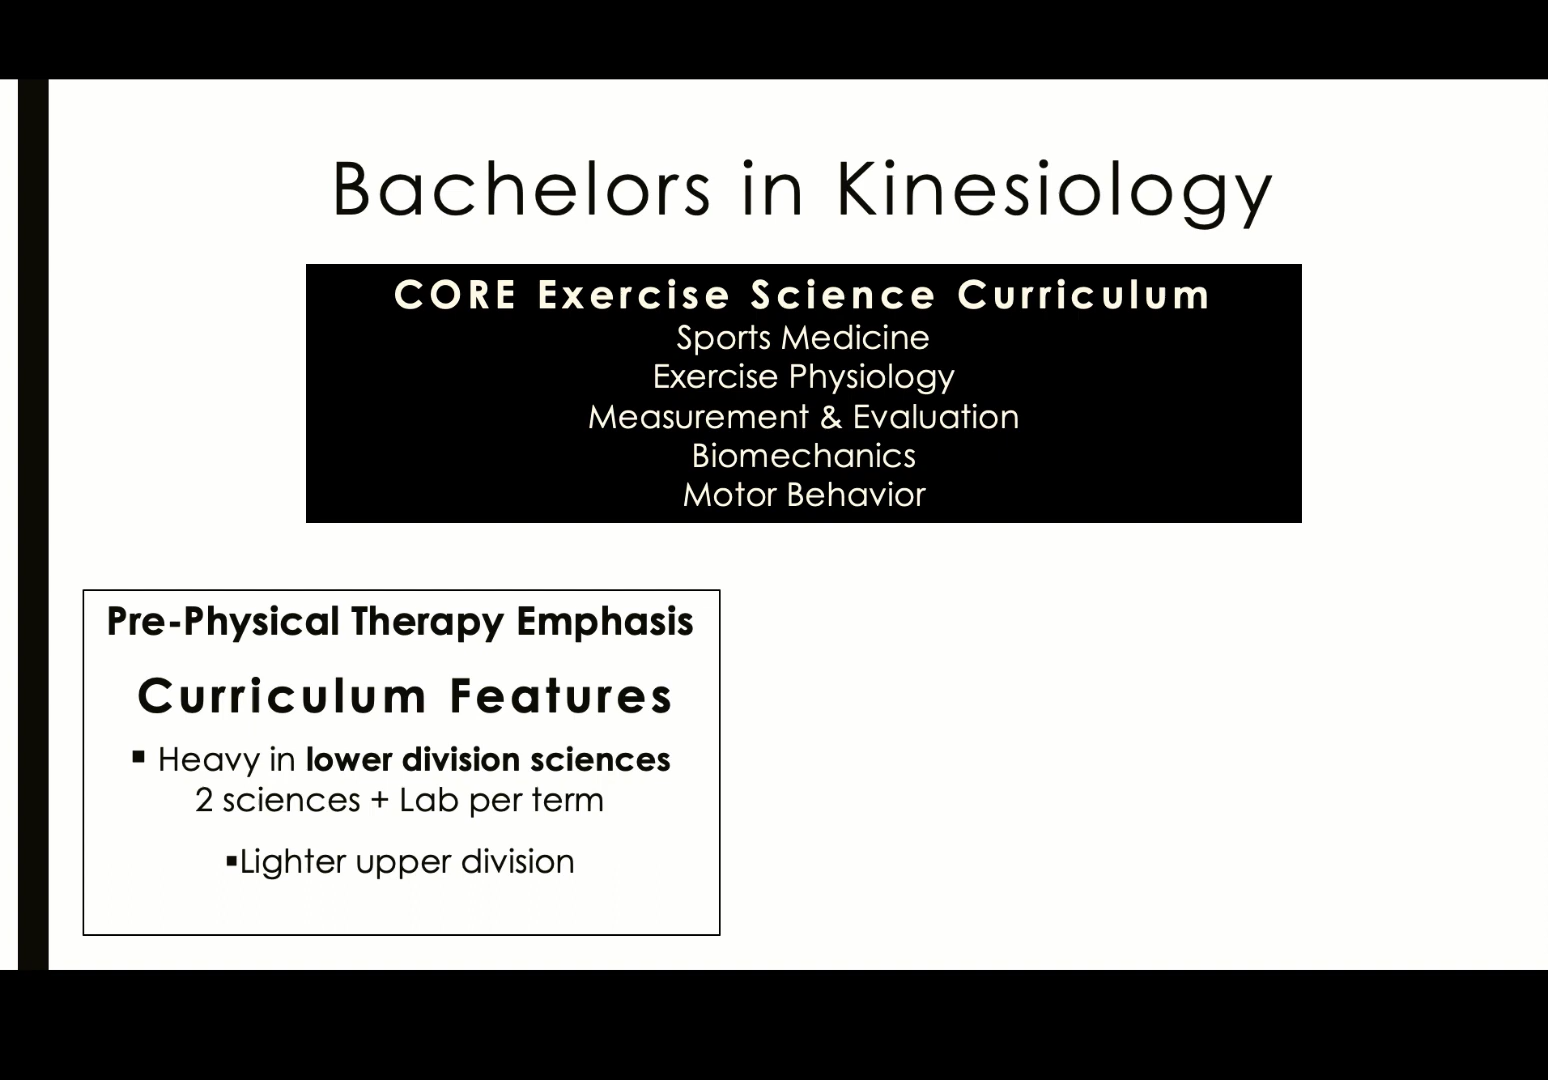 Bachelors in Kinesiology
CORE Exercise Science Curriculum
Sports Medicine
Exercise Physiology
Measurement & Evaluation
Biomechanics
Motor Behavior
Pre-Physical Therapy Emphasis
Curriculum Features
▪ Heavy in lower division sciences
2 sciences + Lab per term
▪Lighter upper division